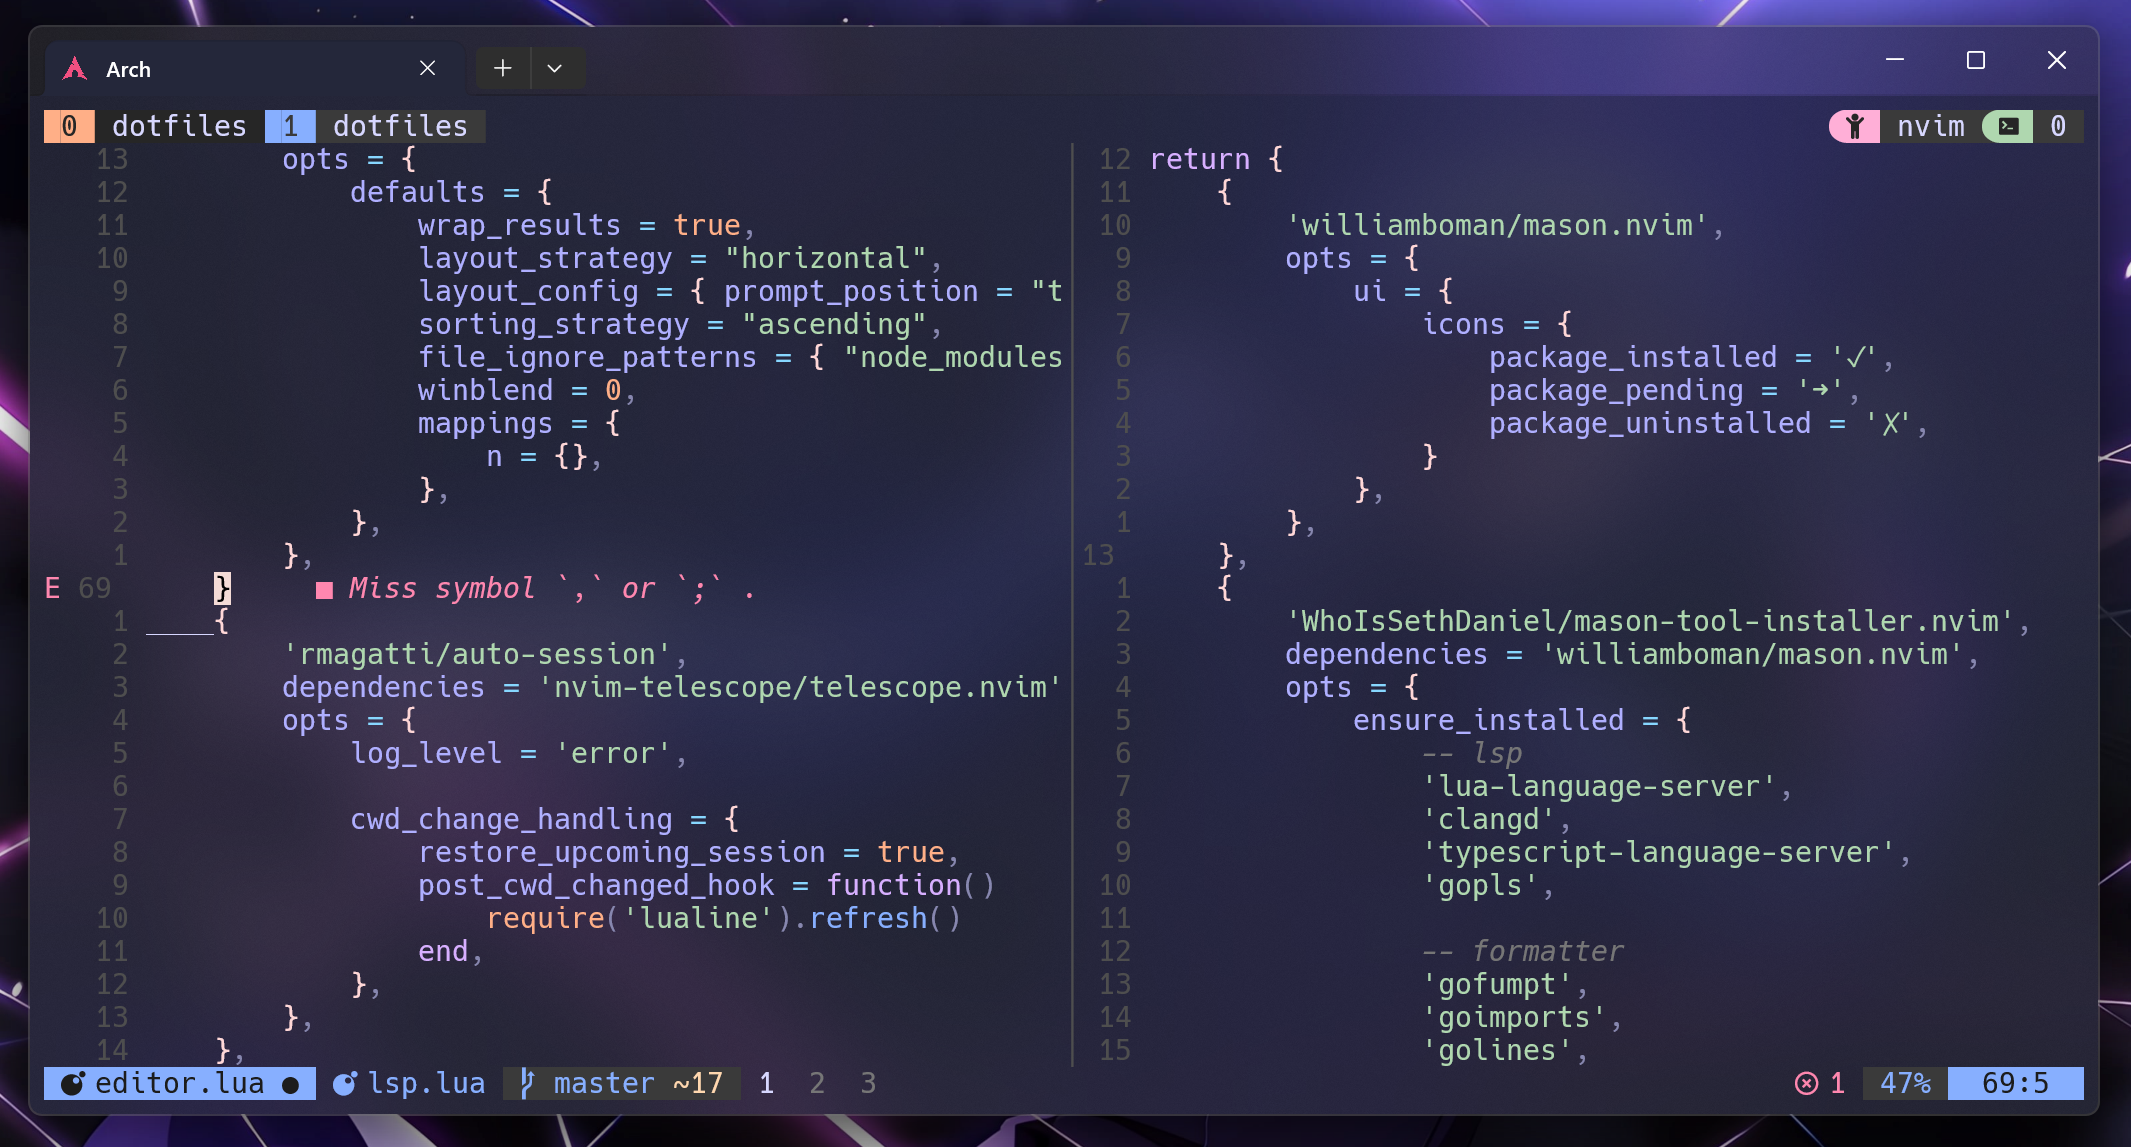 Arch
0 dotfiles 1 dotfiles nvim 0
13 opts = {
12 defaults = {
11 wrap_results = true,
10 layout_strategy = "horizontal",
9 layout_config = { prompt_position = "t
8 sorting_strategy = "ascending",
7 file_ignore_patterns = { "node_modules
6 winblend = 0,
5 mappings = {
4 n = {},
3 },
2 },
1 },
E 69 } ■ Miss symbol `,` or `;` .
1 {
2 'rmagatti/auto-session',
3 dependencies = 'nvim-telescope/telescope.nvim'
4 opts = {
5 log_level = 'error',
6
7 cwd_change_handling = {
8 restore_upcoming_session = true,
9 post_cwd_changed_hook = function()
10 require('lualine').refresh()
11 end,
12 },
13 },
14 },
12 return {
11 {
10 'williamboman/mason.nvim',
9 opts = {
8 ui = {
7 icons = {
6 package_installed = '✓',
5 package_pending = '➜',
4 package_uninstalled = '✗',
3 }
2 },
1 },
13 },
1 {
2 'WhoIsSethDaniel/mason-tool-installer.nvim',
3 dependencies = 'williamboman/mason.nvim',
4 opts = {
5 ensure_installed = {
6 -- lsp
7 'lua-language-server',
8 'clangd',
9 'typescript-language-server',
10 'gopls',
11
12 -- formatter
13 'gofumpt',
14 'goimports',
15 'golines',
editor.lua ● lsp.lua master ~17 1 2 3 1 47% 69:5